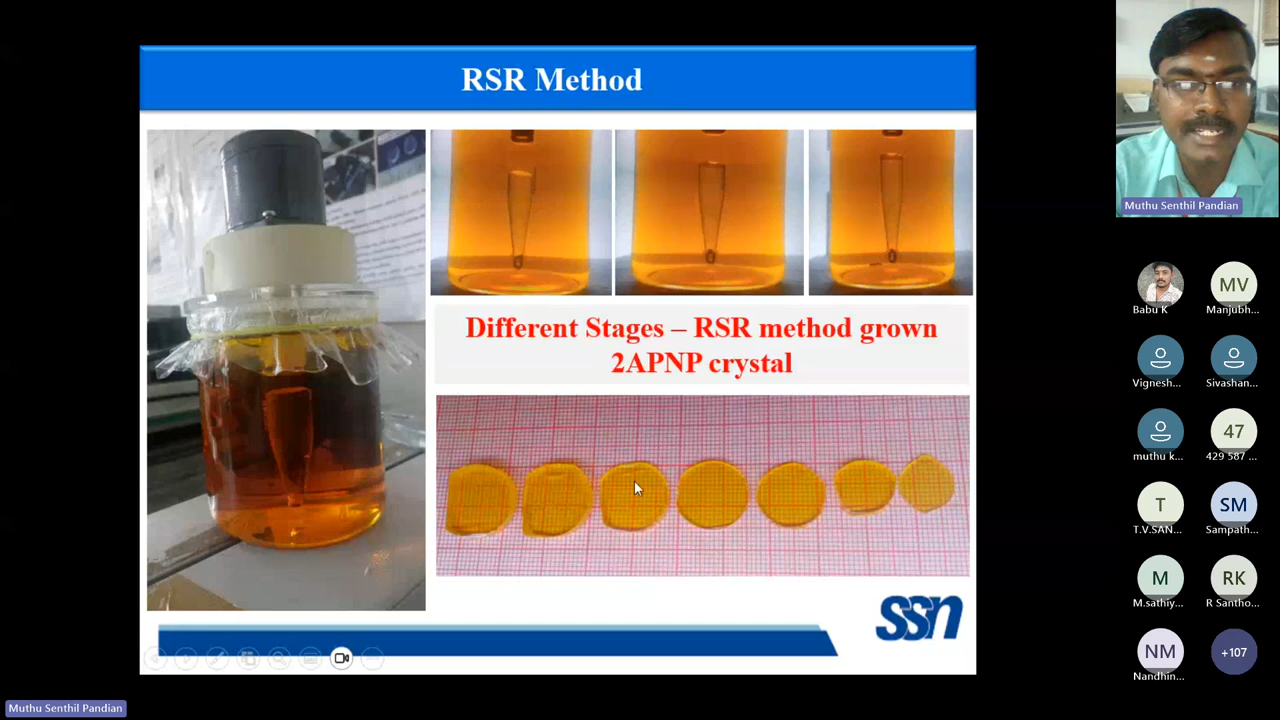 RSR Method
Different Stages – RSR method grown
2APNP crystal
ssn
Muthu Senthil Pandian
Babu K
MV
Manjubh...
Vignesh...
Sivashan...
muthu k...
47
429 587 ...
T
T.V.SAN...
SM
Sampath...
M
M.sathiy...
RK
R Santho...
NM
Nandhin...
+107
Muthu Senthil Pandian